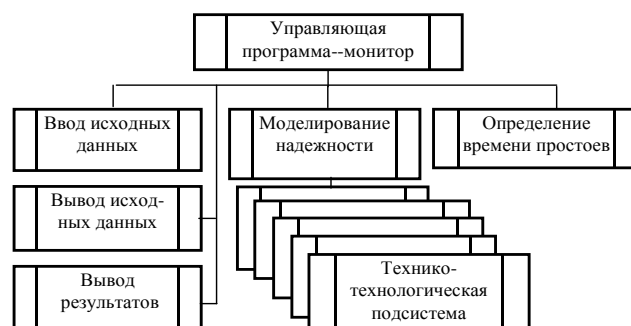 Управляющая
программа--монитор
Ввод исходных
данных
Моделирование
надежности
Определение
времени простоев
Вывод исход-
ных данных
Вывод
результатов
Технико-
технологическая
подсистема